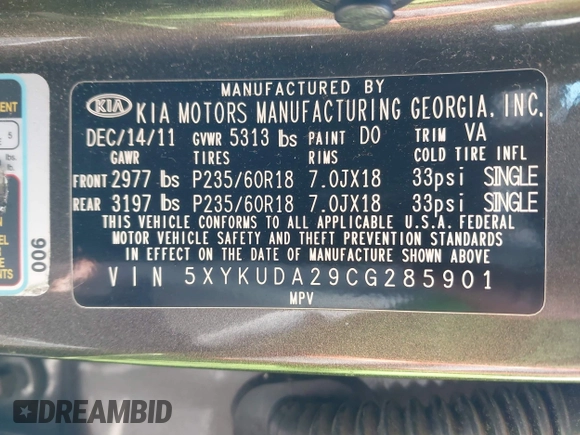 MANUFACTURED BY
KIA KIA MOTORS MANUFACTURING GEORGIA, INC.
DEC/14/11 GVWR 5313 lbs PAINT D0 TRIM VA
GAWR TIRES RIMS COLD TIRE INFL
FRONT 2977 lbs P235/60R18 7.0JX18 33psi SINGLE
REAR 3197 lbs P235/60R18 7.0JX18 33psi SINGLE
THIS VEHICLE CONFORMS TO ALL APPLICABLE U.S.A. FEDERAL
MOTOR VEHICLE SAFETY AND THEFT PREVENTION STANDARDS
IN EFFECT ON THE DATE OF MANUFACTURE SHOWN ABOVE
VIN 5XYKUDA29CG285901
MPV
5
lbs.
006
DREAMBID